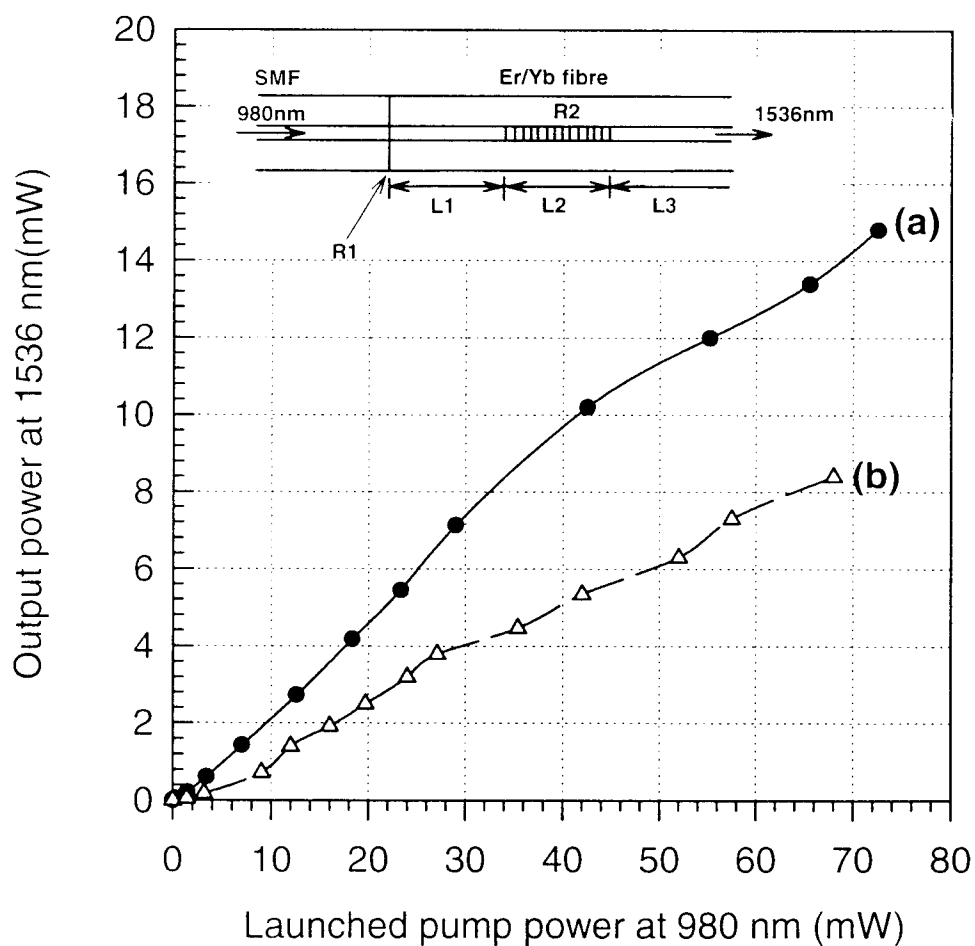 20
18
16
14
12
10
8
6
4
2
0
Output power at 1536 nm(mW)
SMF
Er/Yb fibre
980nm
R2
1536nm
L1
L2
L3
R1
(a)
(b)
0 10 20 30 40 50 60 70 80
Launched pump power at 980 nm (mW)